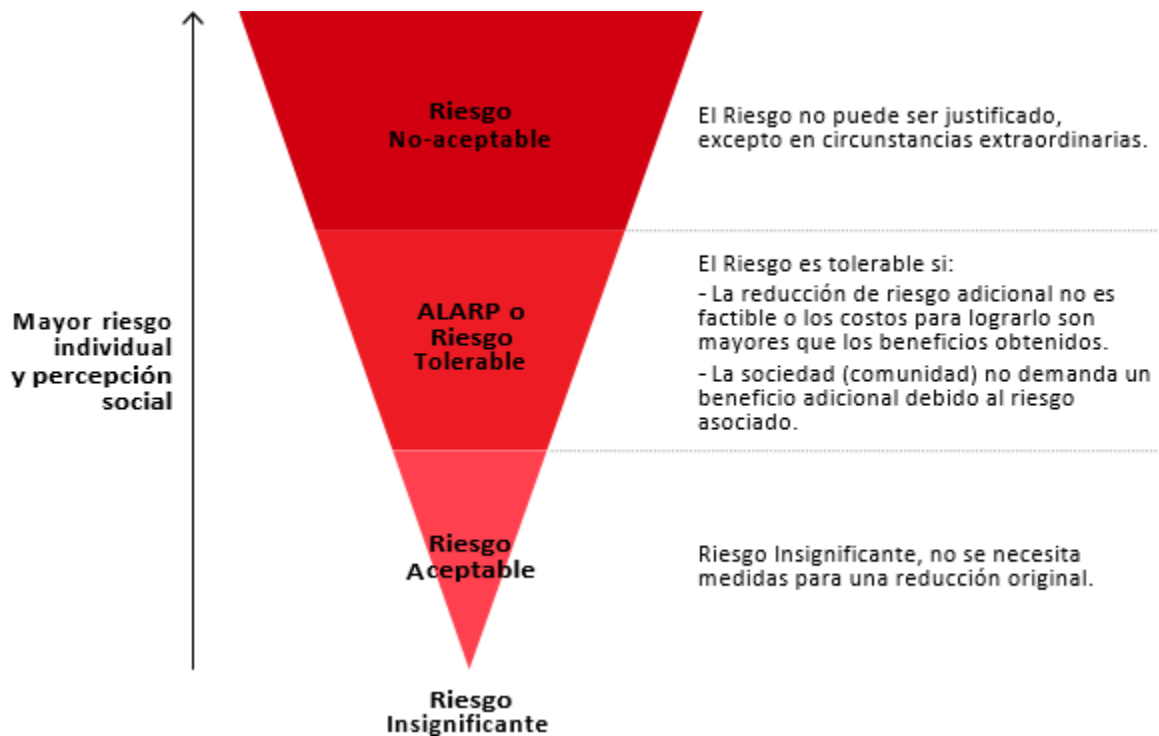 Riesgo
No-aceptable
El Riesgo no puede ser justificado,
excepto en circunstancias extraordinarias.
Mayor riesgo
individual
y percepción
social
ALARP o
Riesgo
Tolerable
El Riesgo es tolerable si:
- La reducción de riesgo adicional no es
factible o los costos para lograrlo son
mayores que los beneficios obtenidos.
- La sociedad (comunidad) no demanda un
beneficio adicional debido al riesgo
asociado.
Riesgo
Aceptable
Riesgo Insignificante, no se necesita
medidas para una reducción original.
Riesgo
Insignificante